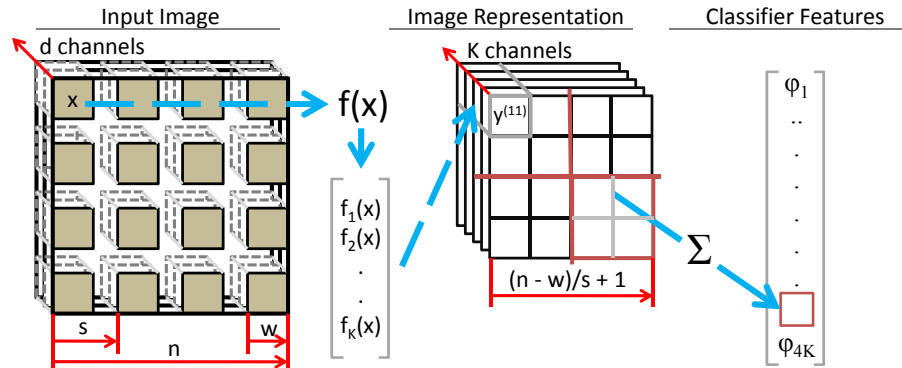 Input Image
Image Representation
Classifier Features
d channels
K channels
x
f(x)
y(11)
φ1
f1(x)
f2(x)
fK(x)
Σ
(n - w)/s + 1
s
w
n
φ4K